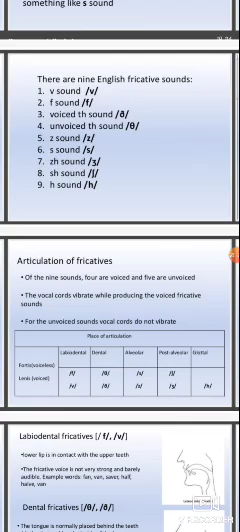 something like s sound
There are nine English fricative sounds:
1. v sound /v/
2. f sound /f/
3. voiced th sound /ð/
4. unvoiced th sound /θ/
5. z sound /z/
6. s sound /s/
7. zh sound /ʒ/
8. sh sound /ʃ/
9. h sound /h/
Articulation of fricatives
• Of the nine sounds, four are voiced and five are unvoiced
• The vocal cords vibrate while producing the voiced fricative
sounds
• For the unvoiced sounds vocal cords do not vibrate
Place of articulation
Labiodental Dental Alveolar Post-alveolar Glottal
Fortis(voiceless) /f/ /θ/ /s/ /ʃ/
Lenis (voiced) /v/ /ð/ /z/ /ʒ/ /h/
Labiodental fricatives [/ f/, /v/]
•lower lip is in contact with the upper teeth
•The fricative voice is not very strong and barely
audible. Example words: fan, van, saver, half,
halve, van
Dental fricatives [/θ/, /ð/]
• The tongue is normally placed behind the teeth